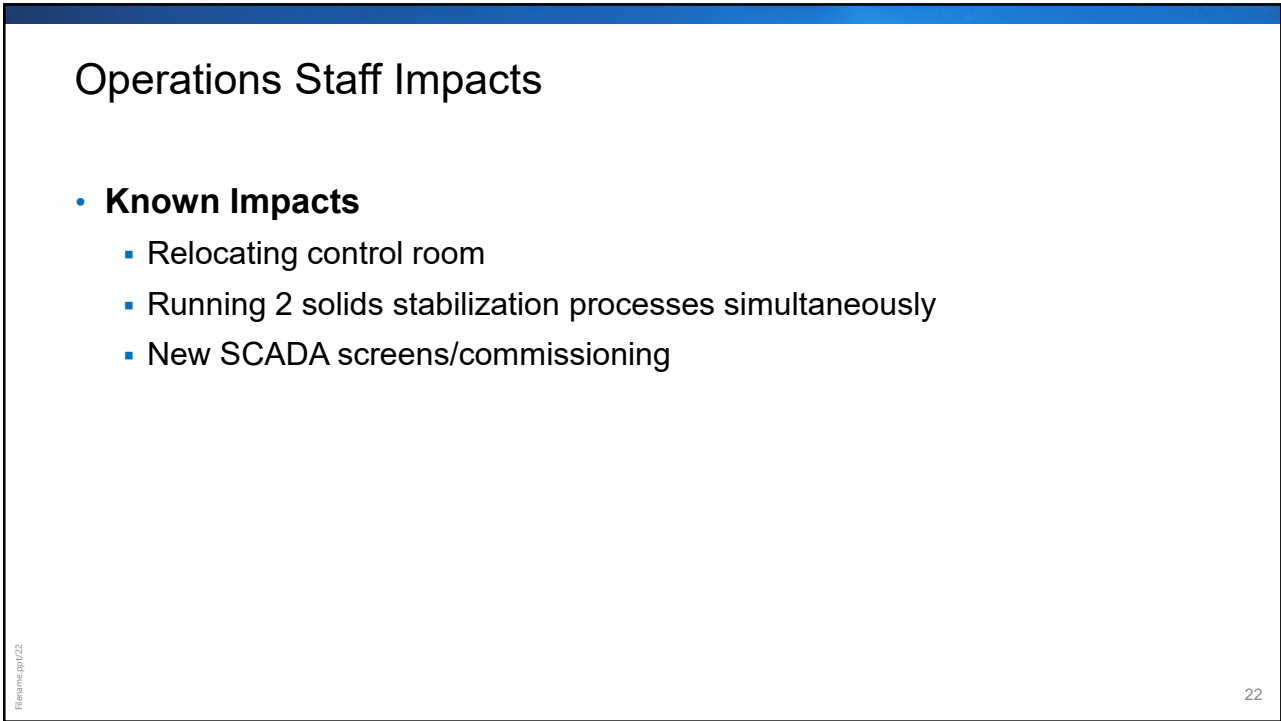 Operations Staff Impacts
• Known Impacts
▪ Relocating control room
▪ Running 2 solids stabilization processes simultaneously
▪ New SCADA screens/commissioning
Filename.ppt/22
22